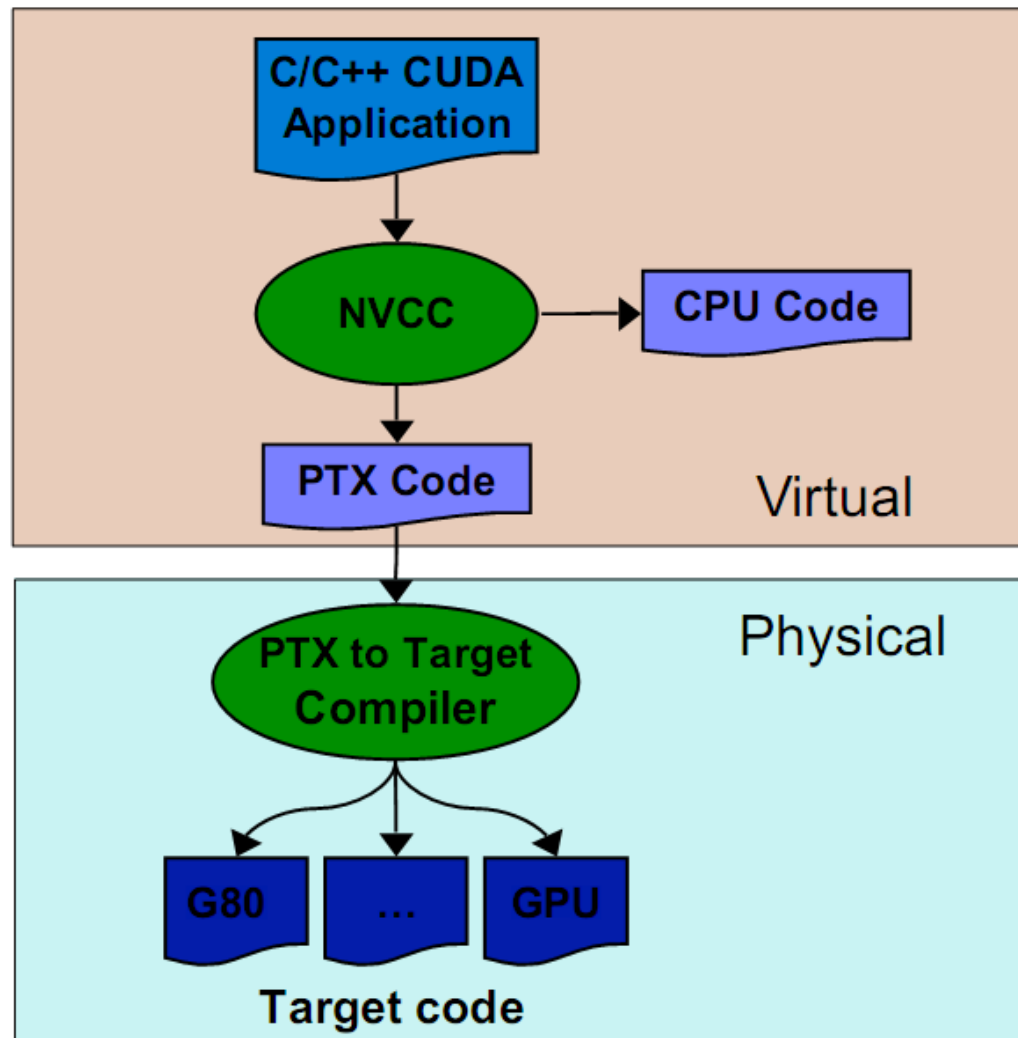 C/C++ CUDA
Application
NVCC
CPU Code
PTX Code
Virtual
Physical
PTX to Target
Compiler
G80
...
GPU
Target code